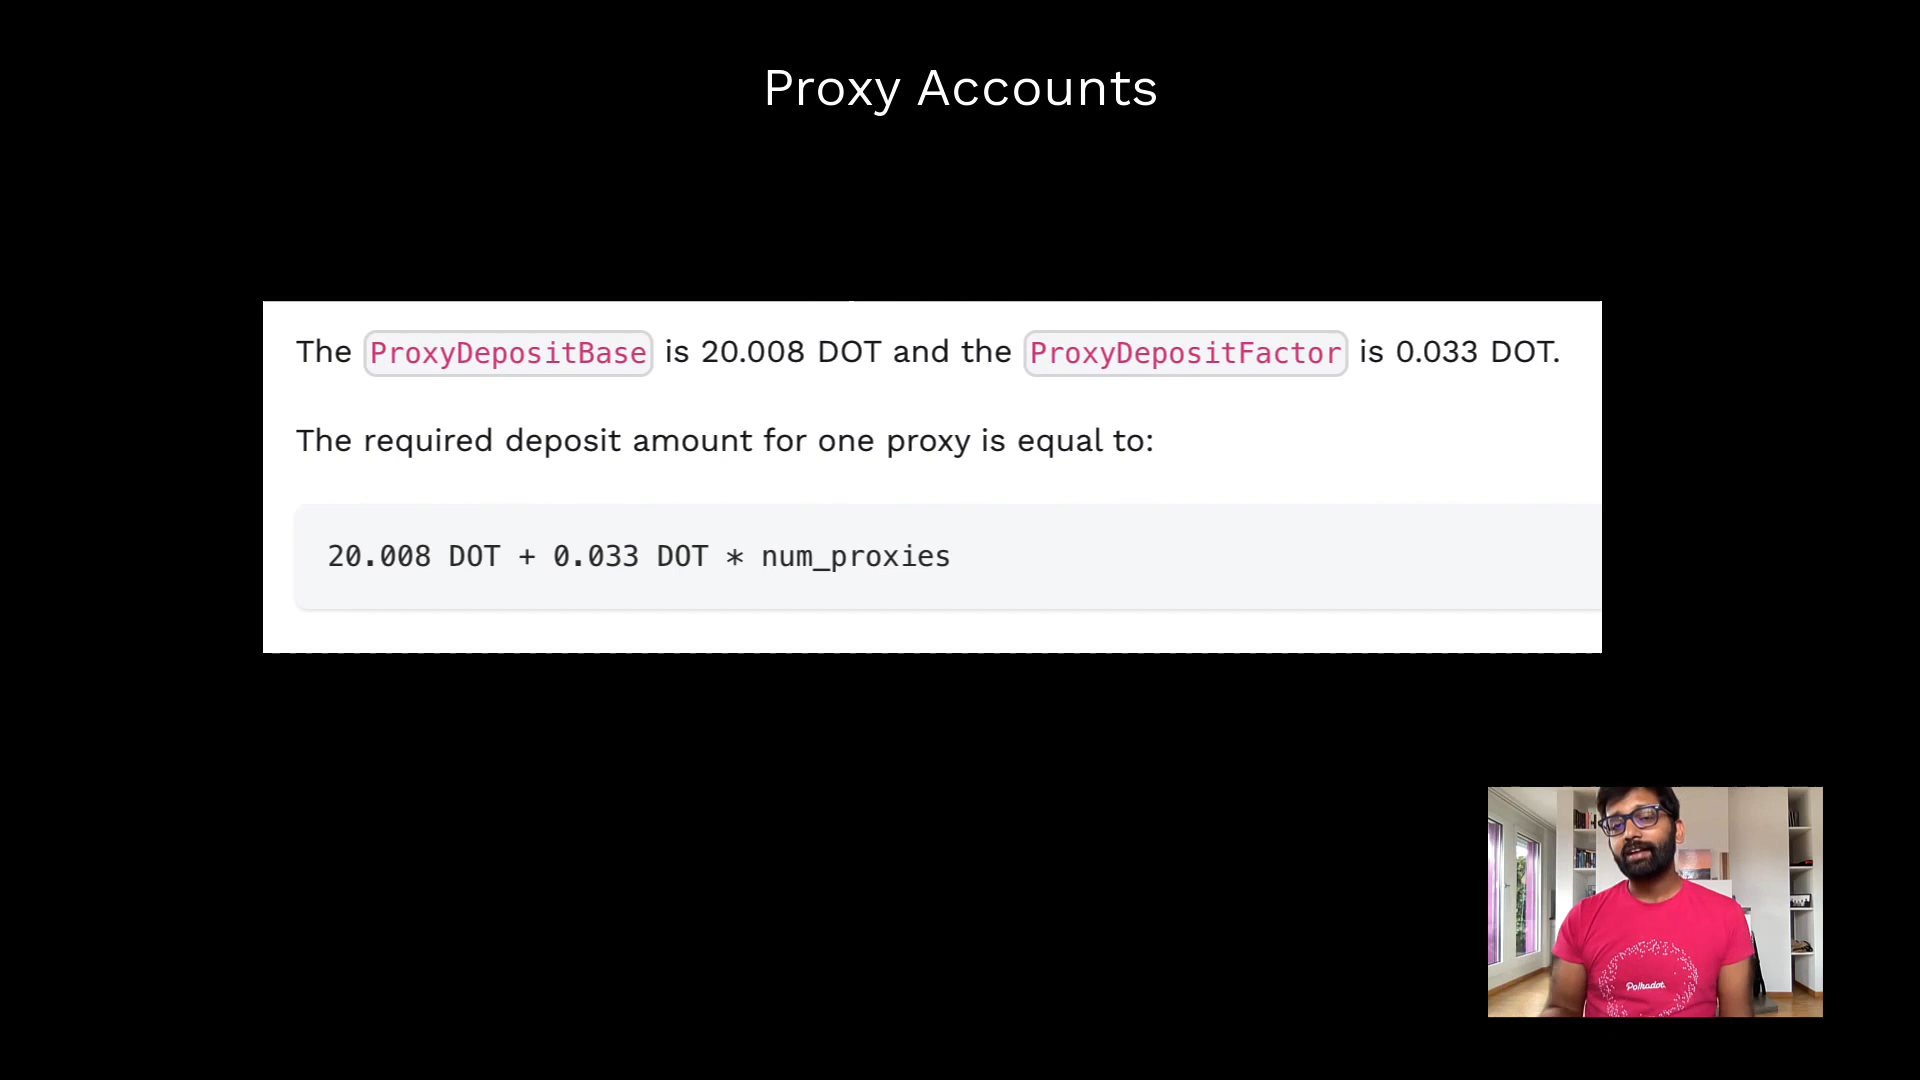 Proxy Accounts
The ProxyDepositBase is 20.008 DOT and the ProxyDepositFactor is 0.033 DOT.
The required deposit amount for one proxy is equal to:
20.008 DOT + 0.033 DOT * num_proxies
Polkadot.